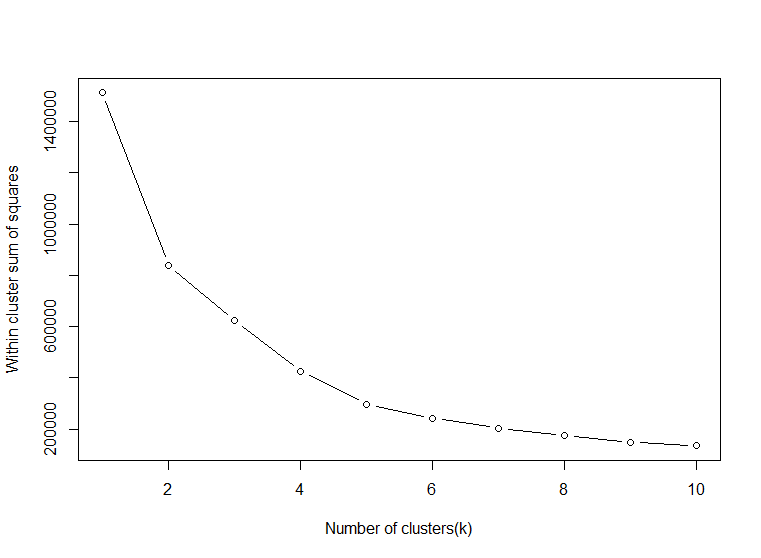 Within cluster sum of squares
1400000
1000000
600000
200000
2 4 6 8 10
Number of clusters(k)